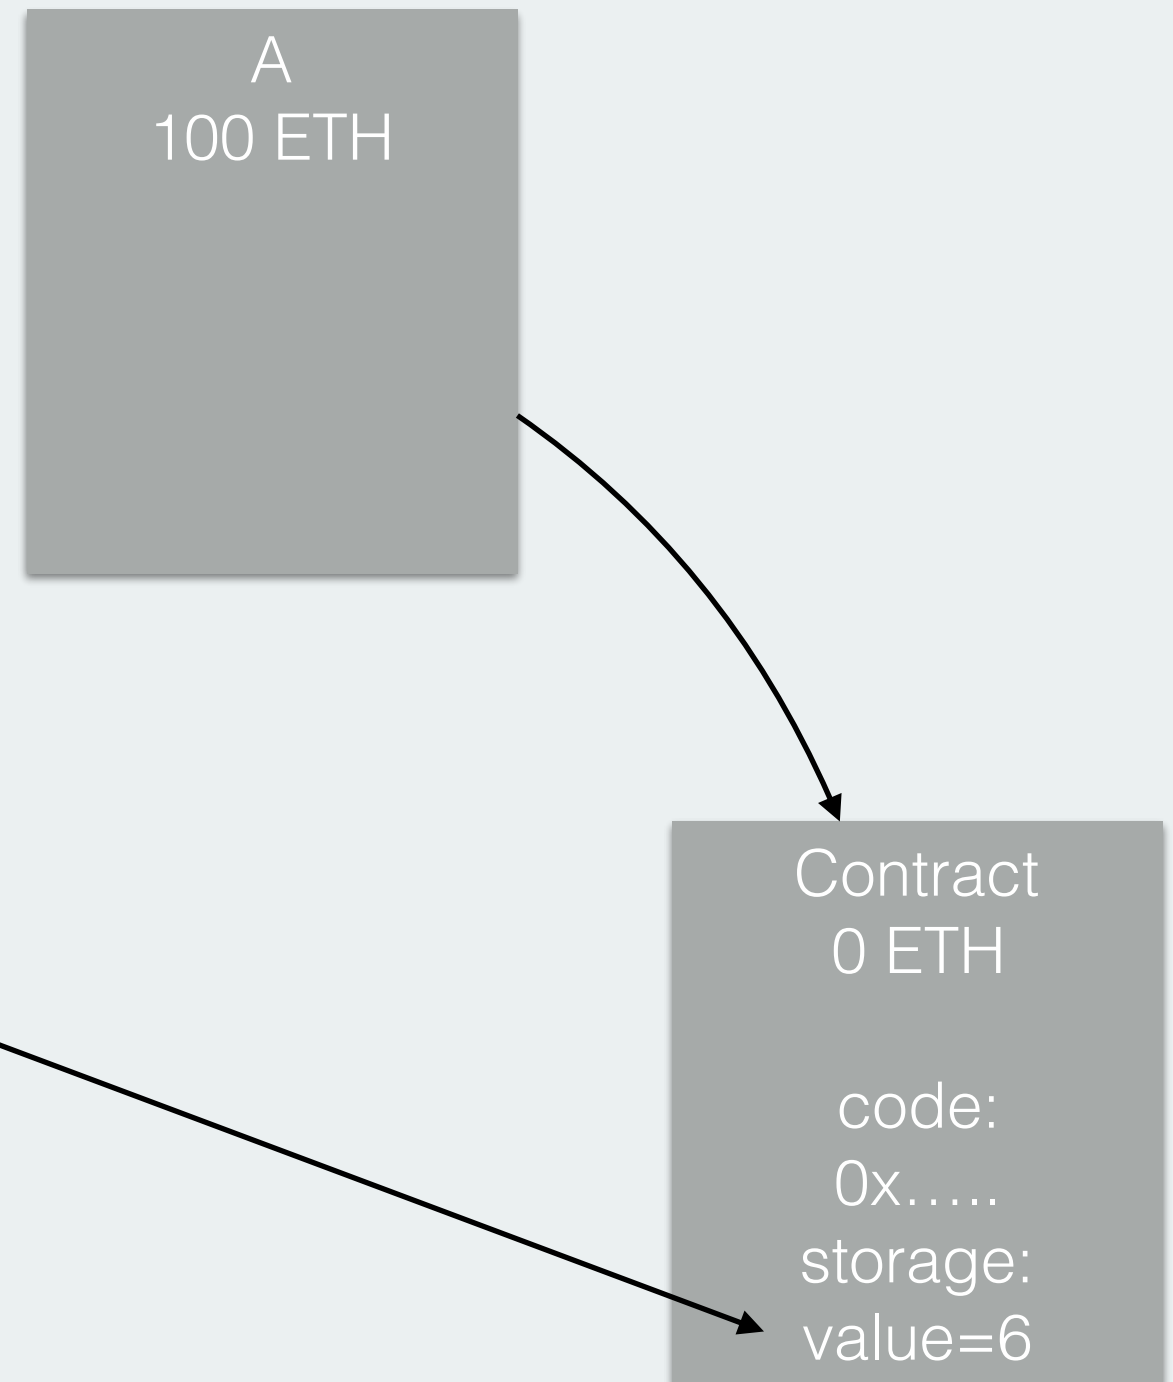 A
100 ETH
Contract
0 ETH
code:
0x.....
storage:
value=6